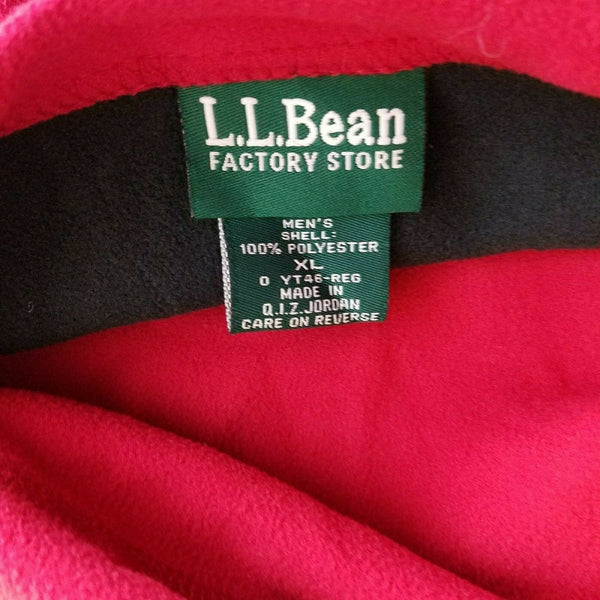 L.L.Bean
FACTORY STORE
MEN'S
SHELL:
100% POLYESTER
XL
0 YT46-REG
MADE IN
Q.I.Z.JORDAN
CARE ON REVERSE